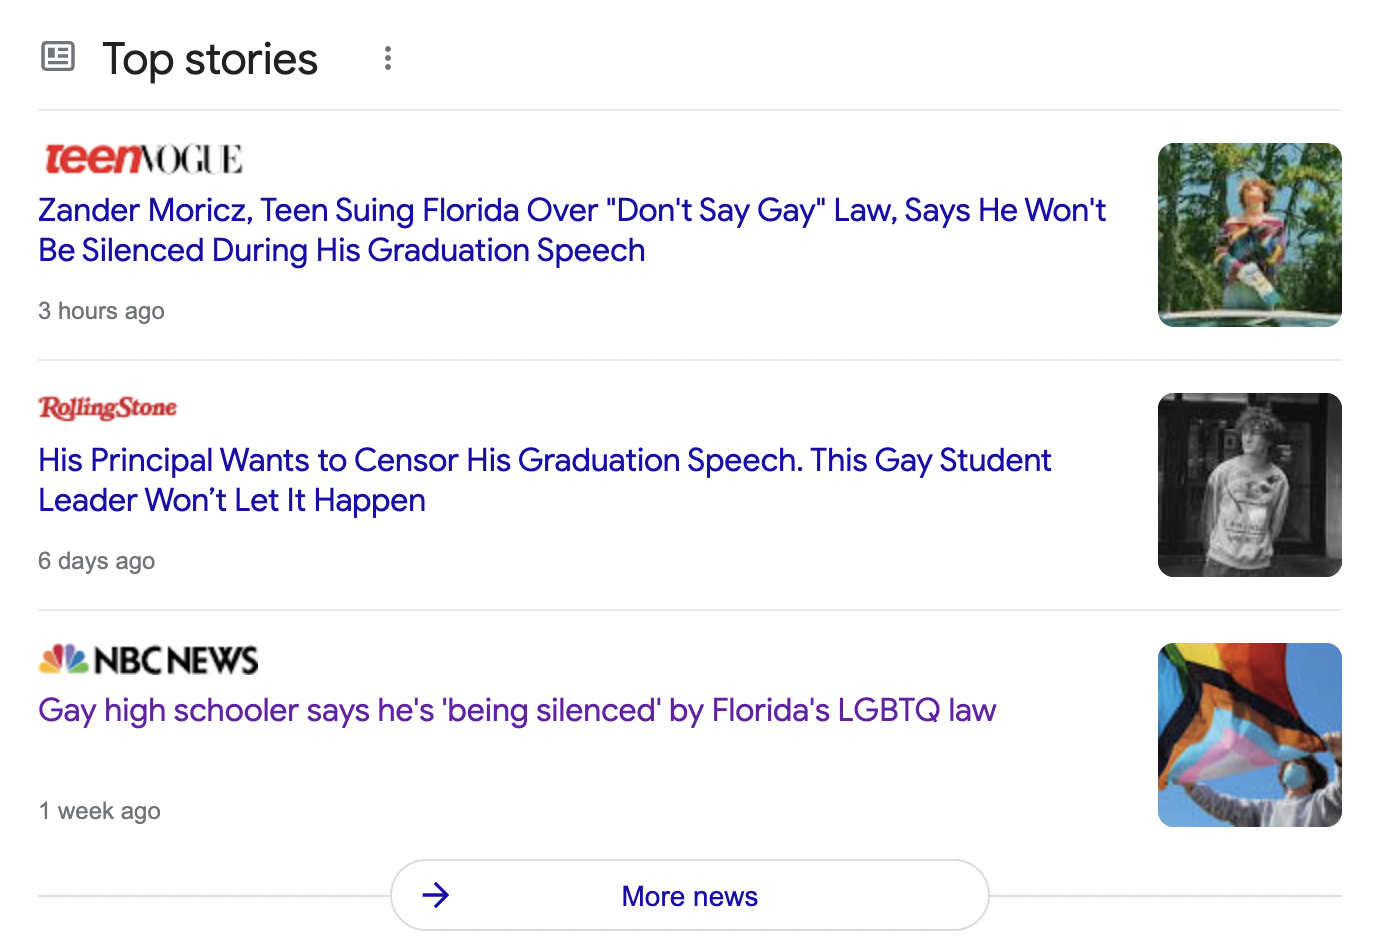 Top stories
teenVOGUE
Zander Moricz, Teen Suing Florida Over "Don't Say Gay" Law, Says He Won't
Be Silenced During His Graduation Speech
3 hours ago
RollingStone
His Principal Wants to Censor His Graduation Speech. This Gay Student
Leader Won’t Let It Happen
6 days ago
NBC NEWS
Gay high schooler says he's 'being silenced' by Florida's LGBTQ law
1 week ago
More news